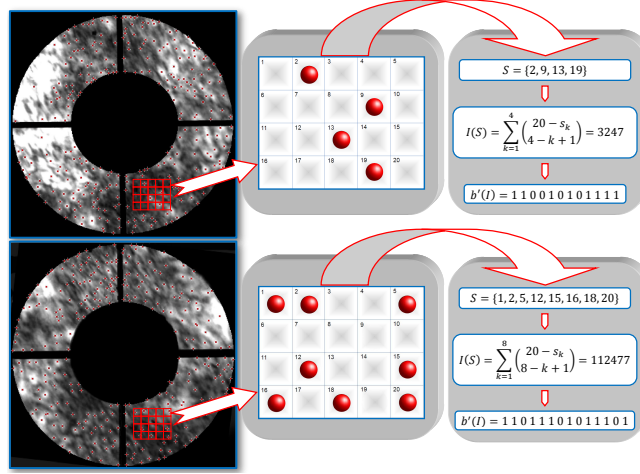 1 2 3 4 5
6 7 8 9 10
11 12 13 14 15
16 17 18 19 20
S = {2, 9, 13, 19}
I(S) = ∑_{k=1}^{4} \binom{20 − s_k}{4 − k + 1} = 3247
b′(I) = 1 1 0 0 1 0 1 0 1 1 1 1
1 2 3 4 5
6 7 8 9 10
11 12 13 14 15
16 17 18 19 20
S = {1, 2, 5, 12, 15, 16, 18, 20}
I(S) = ∑_{k=1}^{8} \binom{20 − s_k}{8 − k + 1} = 112477
b′(I) = 1 1 0 1 1 1 0 1 0 1 1 1 0 1